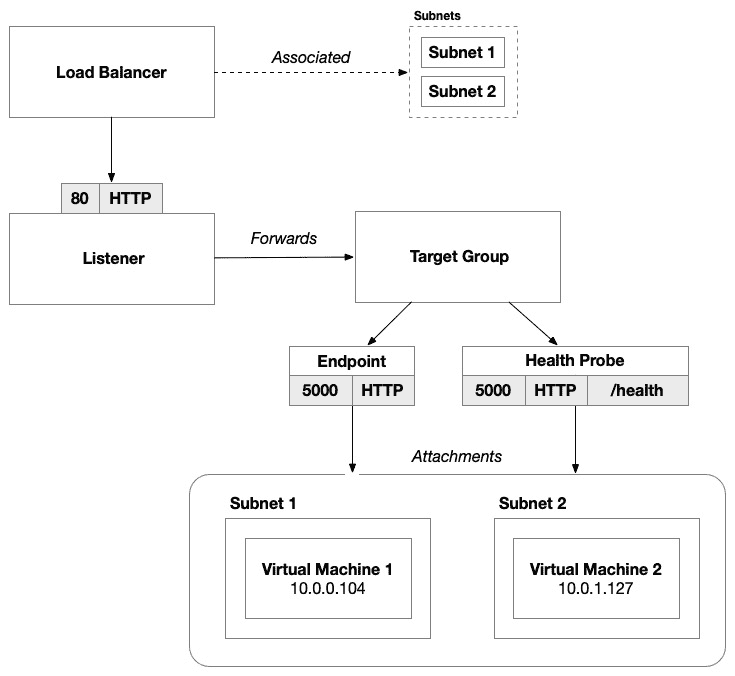 Subnets
Load Balancer
Associated
Subnet 1
Subnet 2
80 HTTP
Listener
Forwards
Target Group
Endpoint
5000 HTTP
Health Probe
5000 HTTP /health
Attachments
Subnet 1
Virtual Machine 1
10.0.0.104
Subnet 2
Virtual Machine 2
10.0.1.127